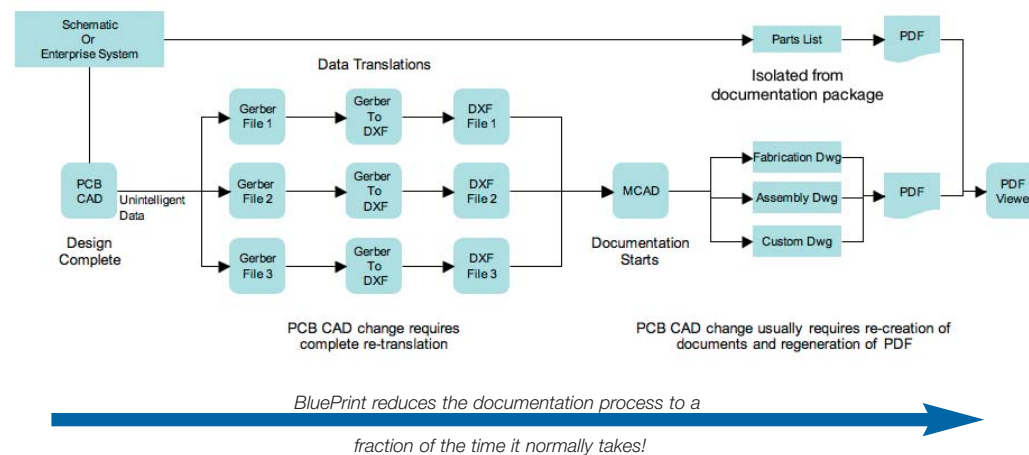 Schematic
Or
Enterprise System
Parts List
PDF
Isolated from
documentation package
Data Translations
Gerber
File 1
Gerber
To
DXF
DXF
File 1
PCB
CAD
Unintelligent
Data
Gerber
File 2
Gerber
To
DXF
DXF
File 2
MCAD
Fabrication Dwg
Assembly Dwg
Custom Dwg
PDF
PDF
Viewer
Design
Complete
Documentation
Starts
Gerber
File 3
Gerber
To
DXF
DXF
File 3
PCB CAD change requires
complete re-translation
PCB CAD change usually requires re-creation of
documents and regeneration of PDF
BluePrint reduces the documentation process to a
fraction of the time it normally takes!